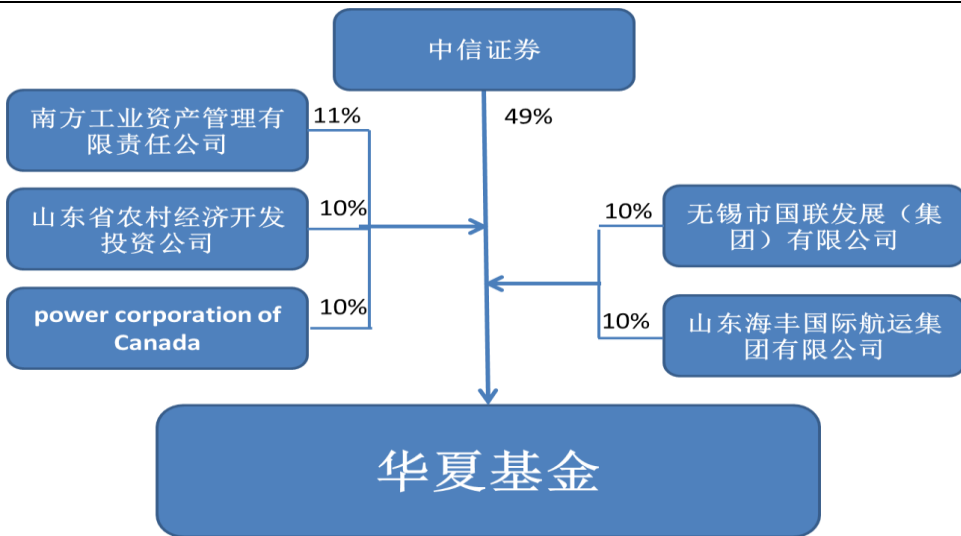 中信证券
49%
南方工业资产管理有
限责任公司
11%
山东省农村经济开发
投资公司
10%
power corporation of
Canada
10%
10%
无锡市国联发展（集
团）有限公司
10%
山东海丰国际航运集
团有限公司
华夏基金